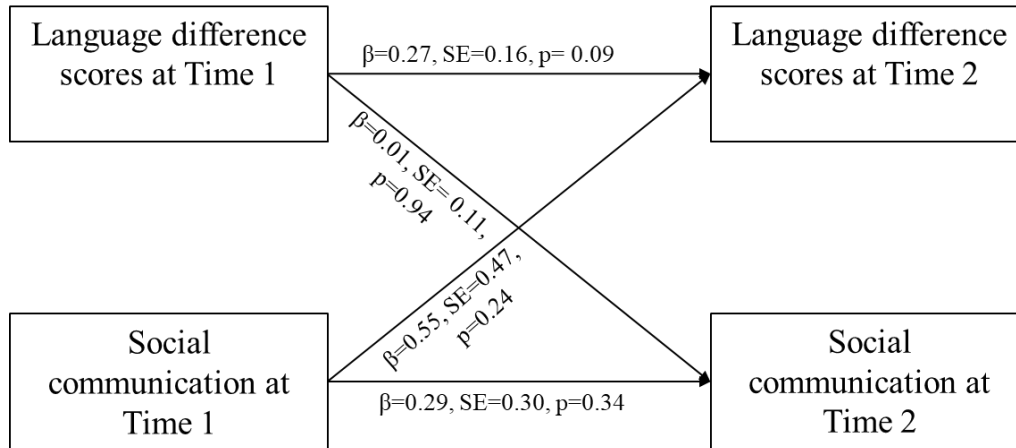 Language difference
scores at Time 1
β=0.27, SE=0.16, p= 0.09
Language difference
scores at Time 2
β=0.01, SE= 0.11,
p=0.94
β=0.55, SE=0.47,
p=0.24
Social
communication at
Time 1
β=0.29, SE=0.30, p=0.34
Social
communication at
Time 2